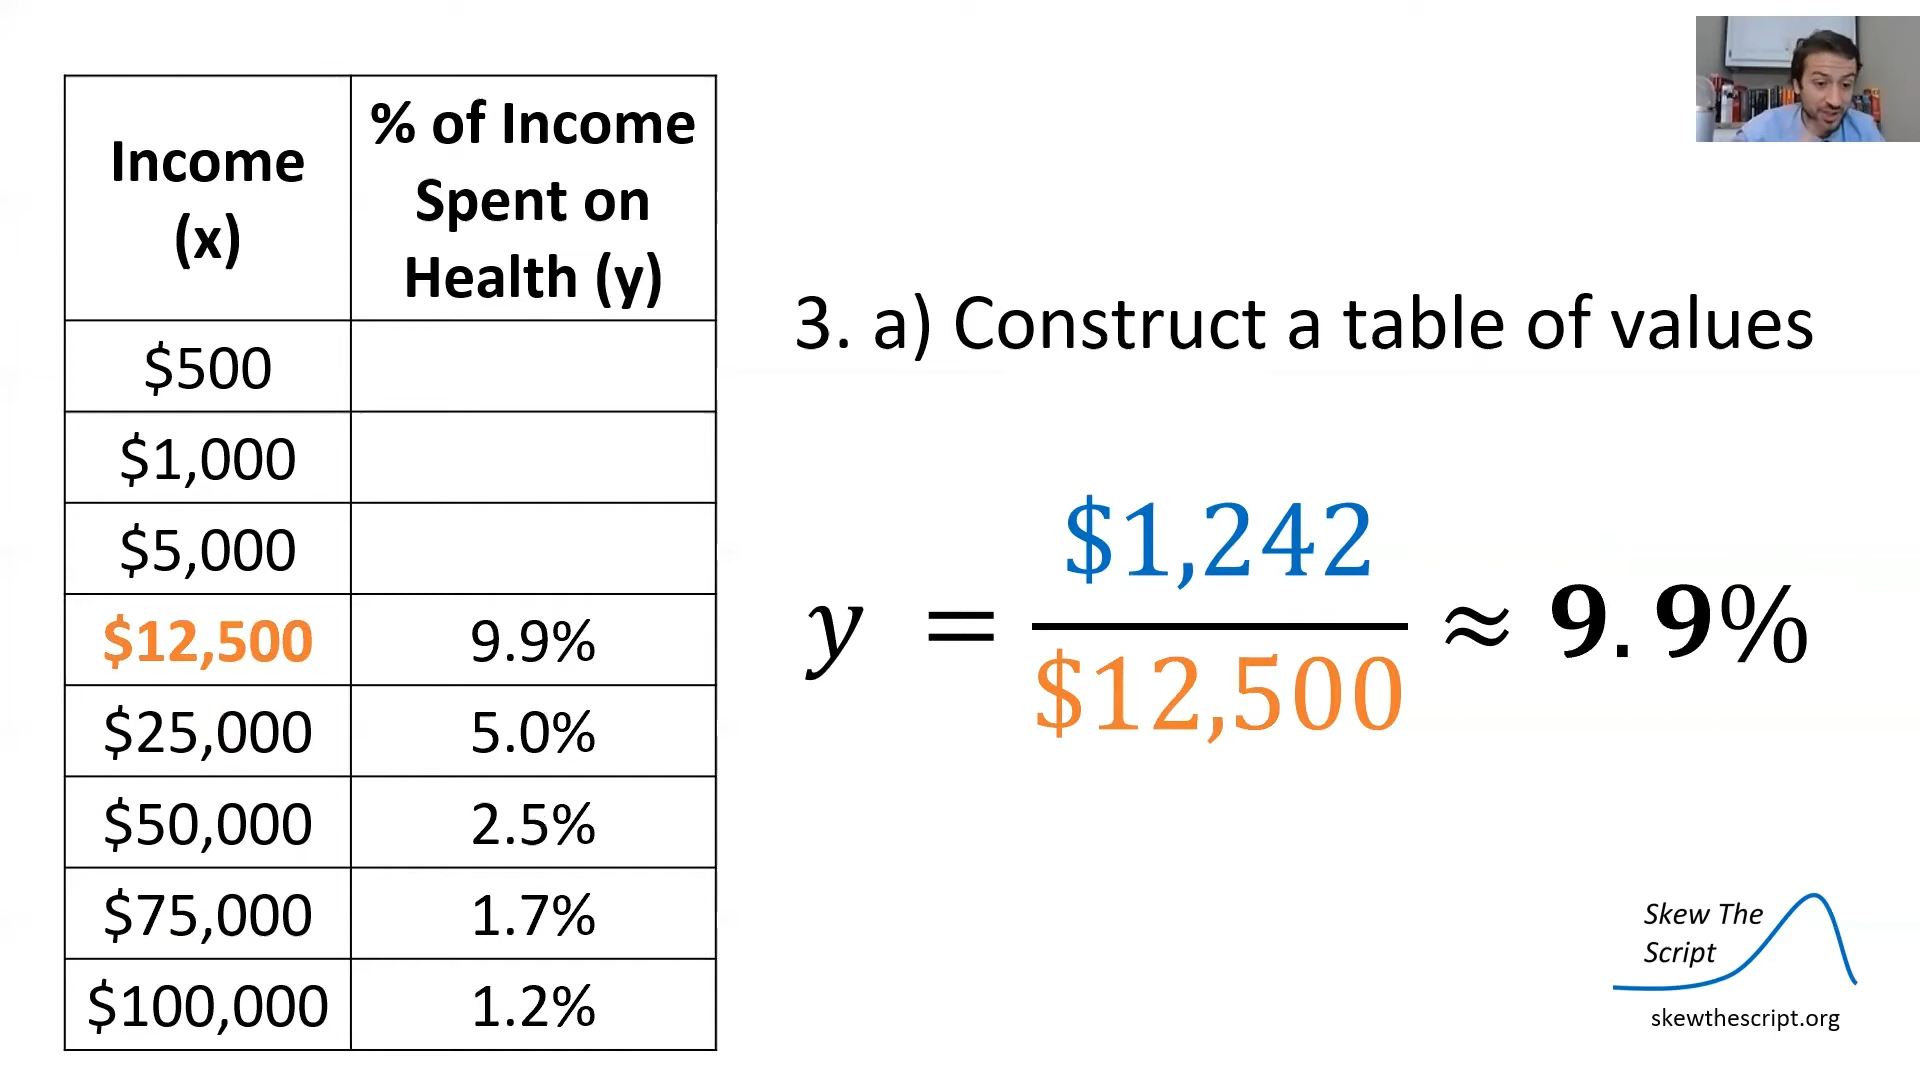 Income
(x)
% of Income
Spent on
Health (y)
$500
$1,000
$5,000
$12,500
9.9%
$25,000
5.0%
$50,000
2.5%
$75,000
1.7%
$100,000
1.2%
3. a) Construct a table of values
y = $1,242
$12,500
≈ 9.9%
Skew The
Script
skewthescript.org